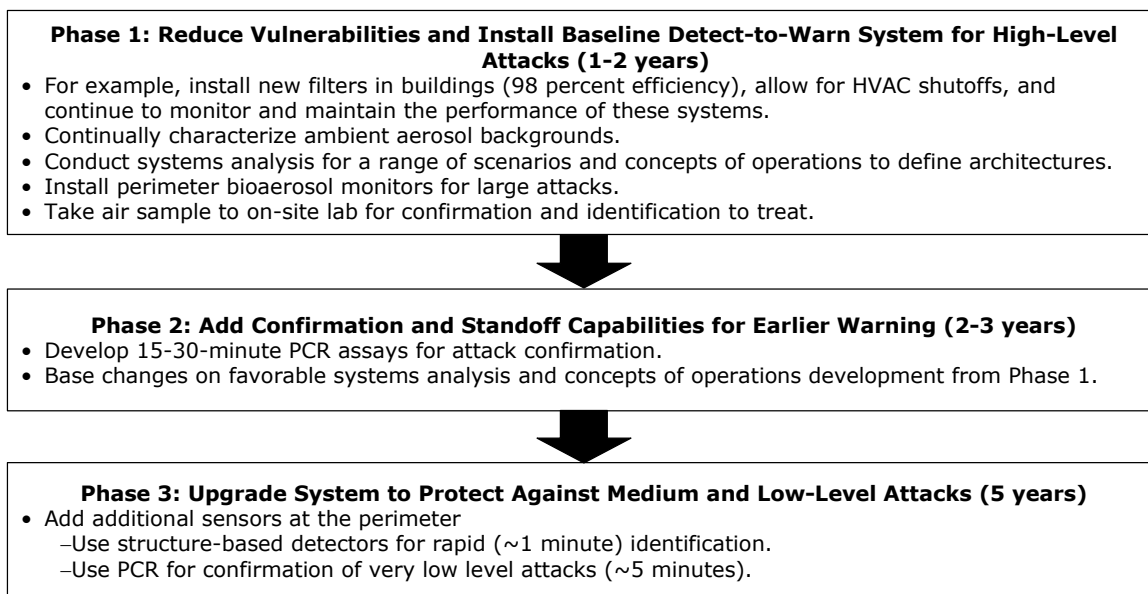 Phase 1: Reduce Vulnerabilities and Install Baseline Detect-to-Warn System for High-Level
Attacks (1-2 years)
• For example, install new filters in buildings (98 percent efficiency), allow for HVAC shutoffs, and
continue to monitor and maintain the performance of these systems.
• Continually characterize ambient aerosol backgrounds.
• Conduct systems analysis for a range of scenarios and concepts of operations to define architectures.
• Install perimeter bioaerosol monitors for large attacks.
• Take air sample to on-site lab for confirmation and identification to treat.
Phase 2: Add Confirmation and Standoff Capabilities for Earlier Warning (2-3 years)
• Develop 15-30-minute PCR assays for attack confirmation.
• Base changes on favorable systems analysis and concepts of operations development from Phase 1.
Phase 3: Upgrade System to Protect Against Medium and Low-Level Attacks (5 years)
• Add additional sensors at the perimeter
–Use structure-based detectors for rapid (~1 minute) identification.
–Use PCR for confirmation of very low level attacks (~5 minutes).